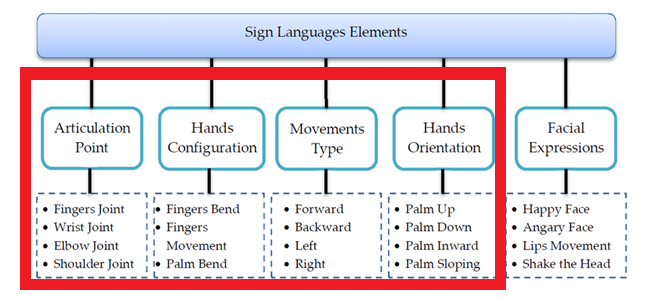 Sign Languages Elements
Articulation
Point
Hands
Configuration
Movements
Type
Hands
Orientation
Facial
Expressions
• Fingers Joint
• Wrist Joint
• Elbow Joint
• Shoulder Joint
• Fingers Bend
• Fingers
Movement
• Palm Bend
• Forward
• Backward
• Left
• Right
• Palm Up
• Palm Down
• Palm Inward
• Palm Sloping
• Happy Face
• Angary Face
• Lips Movement
• Shake the Head